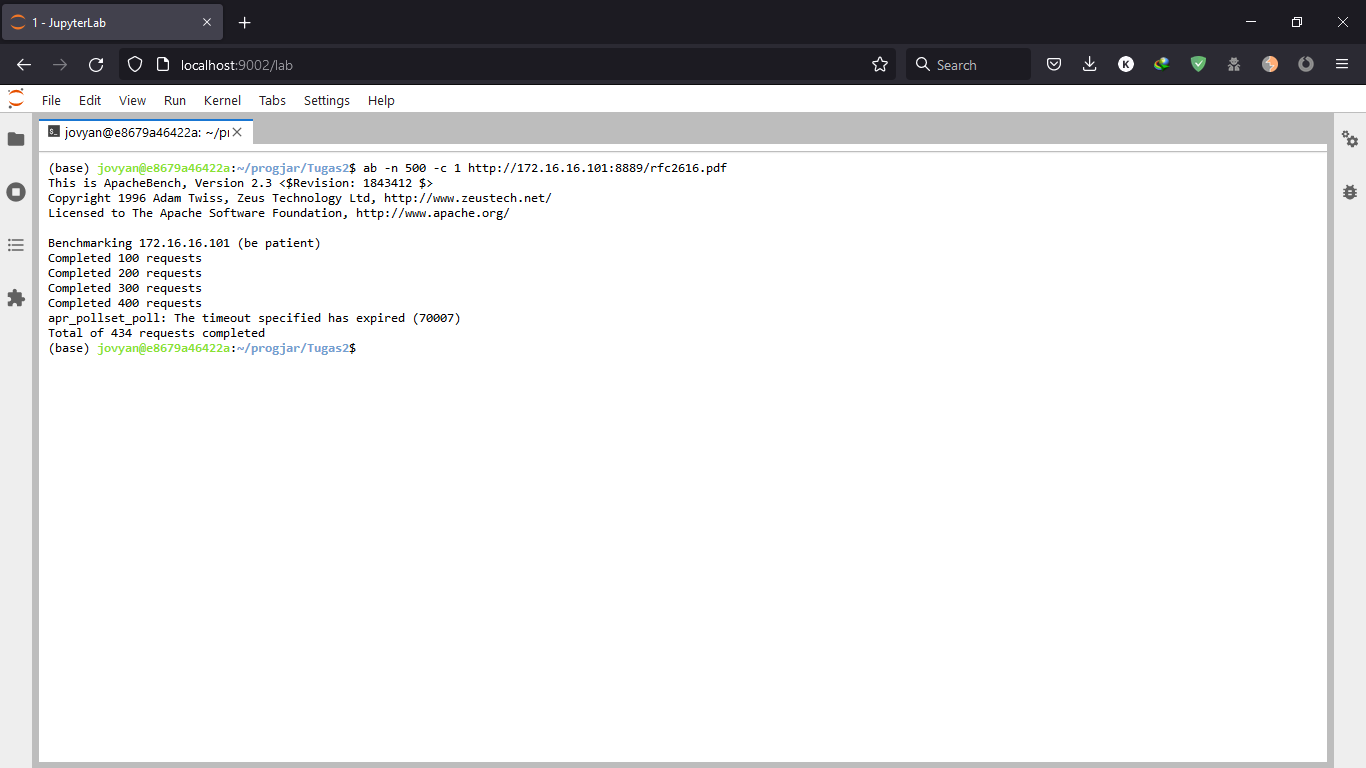 1 - JupyterLab
localhost:9002/lab
Search
K
File Edit View Run Kernel Tabs Settings Help
jovyan@e8679a46422a: ~/pr
(base) jovyan@e8679a46422a:~/progjar/Tugas2$ ab -n 500 -c 1 http://172.16.16.101:8889/rfc2616.pdf
This is ApacheBench, Version 2.3 <$Revision: 1843412 $>
Copyright 1996 Adam Twiss, Zeus Technology Ltd, http://www.zeustech.net/
Licensed to The Apache Software Foundation, http://www.apache.org/
Benchmarking 172.16.16.101 (be patient)
Completed 100 requests
Completed 200 requests
Completed 300 requests
Completed 400 requests
apr_pollset_poll: The timeout specified has expired (70007)
Total of 434 requests completed
(base) jovyan@e8679a46422a:~/progjar/Tugas2$